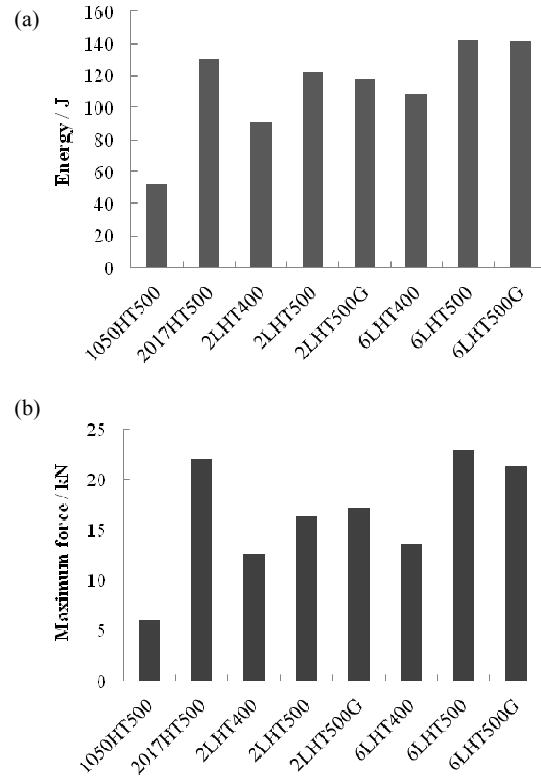 (a)
Energy / J
160
140
120
100
80
60
40
20
0
1050HT500
2017HT500
2LHT400
2LHT500
2LHT500G
6LHT400
6LHT500
6LHT500G
(b)
Maximum force / kN
25
20
15
10
5
0
1050HT500
2017HT500
2LHT400
2LHT500
2LHT500G
6LHT400
6LHT500
6LHT500G